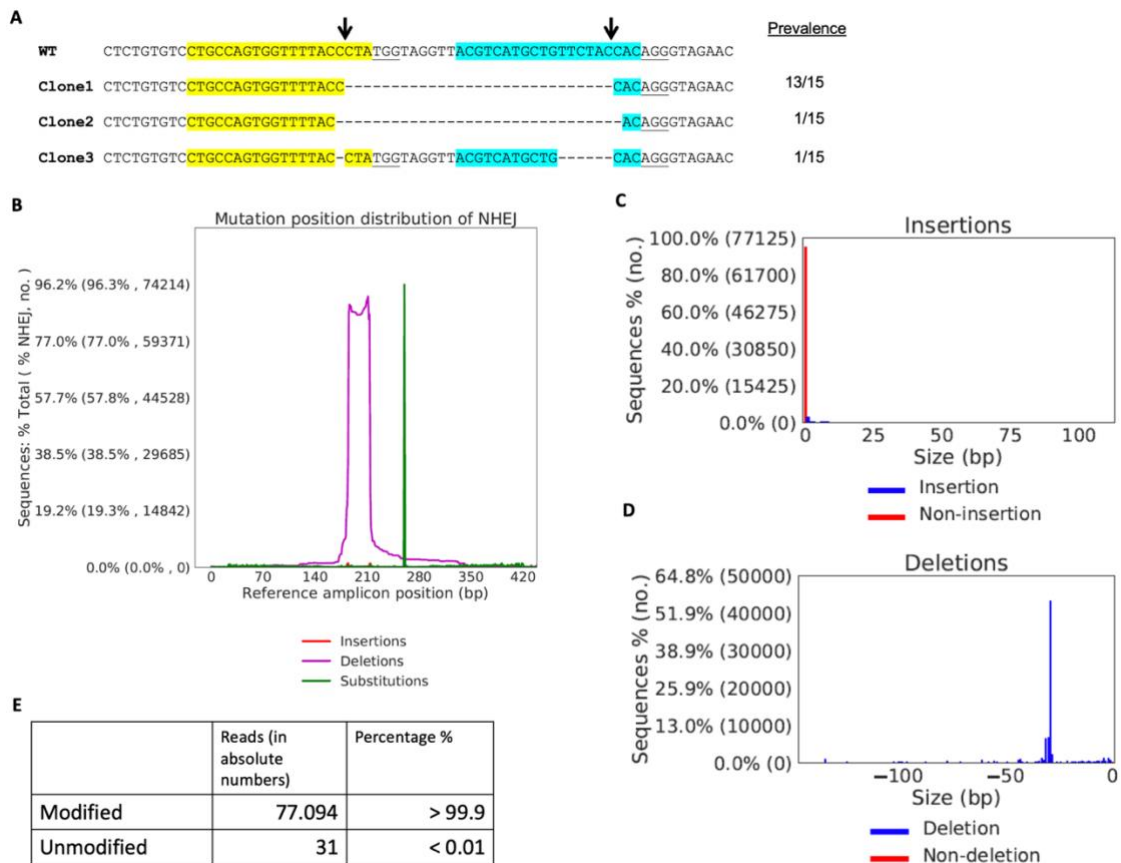 A
Prevalence
WT CTCTGTGTCCTGCCAGTGGTTTTACCCTATGGTAGGTTACGTCATGCTGTTCTACCACAGGGTAGAAC
Clone1 CTCTGTGTCCTGCCAGTGGTTTTACC-----------------------------CACAGGGTAGAAC 13/15
Clone2 CTCTGTGTCCTGCCAGTGGTTTTAC-------------------------------ACAGGGTAGAAC 1/15
Clone3 CTCTGTGTCCTGCCAGTGGTTTTAC-CTATGGTAGGTTACGTCATGCTG------CACAGGGTAGAAC 1/15
B
Mutation position distribution of NHEJ
Sequences: % Total ( % NHEJ, no. )
96.2% (96.3% , 74214)
77.0% (77.0% , 59371)
57.7% (57.8% , 44528)
38.5% (38.5% , 29685)
19.2% (19.3% , 14842)
0.0% (0.0% , 0)
0 70 140 210 280 350 420
Reference amplicon position (bp)
Insertions
Deletions
Substitutions
C
Insertions
Sequences % (no.)
100.0% (77125)
80.0% (61700)
60.0% (46275)
40.0% (30850)
20.0% (15425)
0.0% (0)
0 25 50 75 100
Size (bp)
Insertion
Non-insertion
D
Deletions
Sequences % (no.)
64.8% (50000)
51.9% (40000)
38.9% (30000)
25.9% (20000)
13.0% (10000)
0.0% (0)
−100 −50 0
Size (bp)
Deletion
Non-deletion
E
Reads (in absolute numbers) Percentage %
Modified 77.094 > 99.9
Unmodified 31 < 0.01